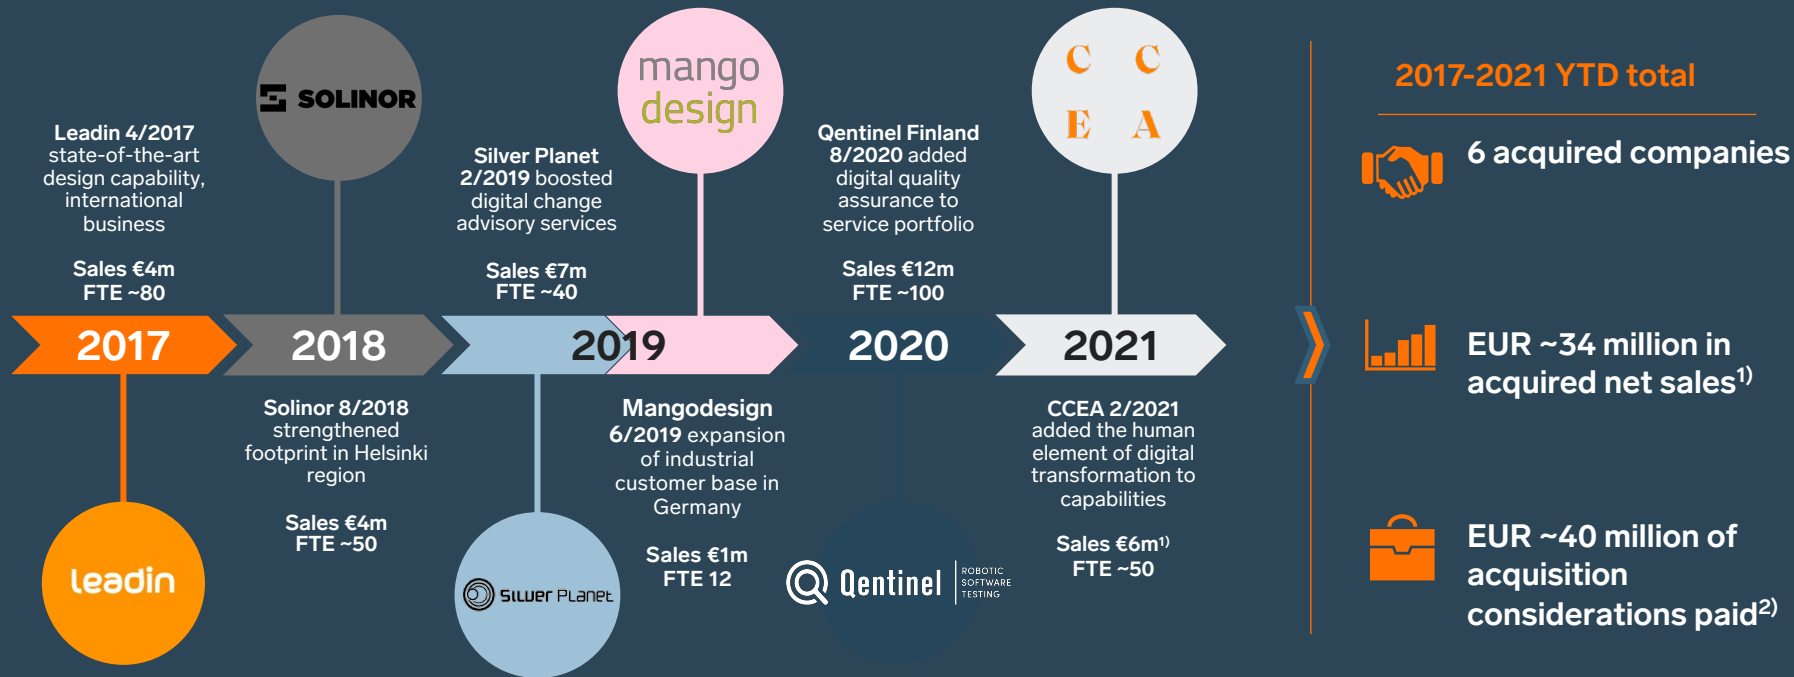 Leadin 4/2017
state-of-the-art
design capability,
international
business
Sales €4m
FTE ~80
SOLINOR
Silver Planet
2/2019 boosted
digital change
advisory services
Sales €7m
FTE ~40
mango
design
Qentinel Finland
8/2020 added
digital quality
assurance to
service portfolio
Sales €12m
FTE ~100
C C
E A
2017
2018
2019
2020
2021
leadin
Solinor 8/2018
strengthened
footprint in Helsinki
region
Sales €4m
FTE ~50
SILVER PLANET
Mangodesign
6/2019 expansion
of industrial
customer base in
Germany
Sales €1m
FTE 12
Qentinel
ROBOTIC
SOFTWARE
TESTING
CCEA 2/2021
added the human
element of digital
transformation to
capabilities
Sales €6m¹⁾
FTE ~50
2017-2021 YTD total
6 acquired companies
EUR ~34 million in
acquired net sales¹⁾
EUR ~40 million of
acquisition
considerations paid²⁾